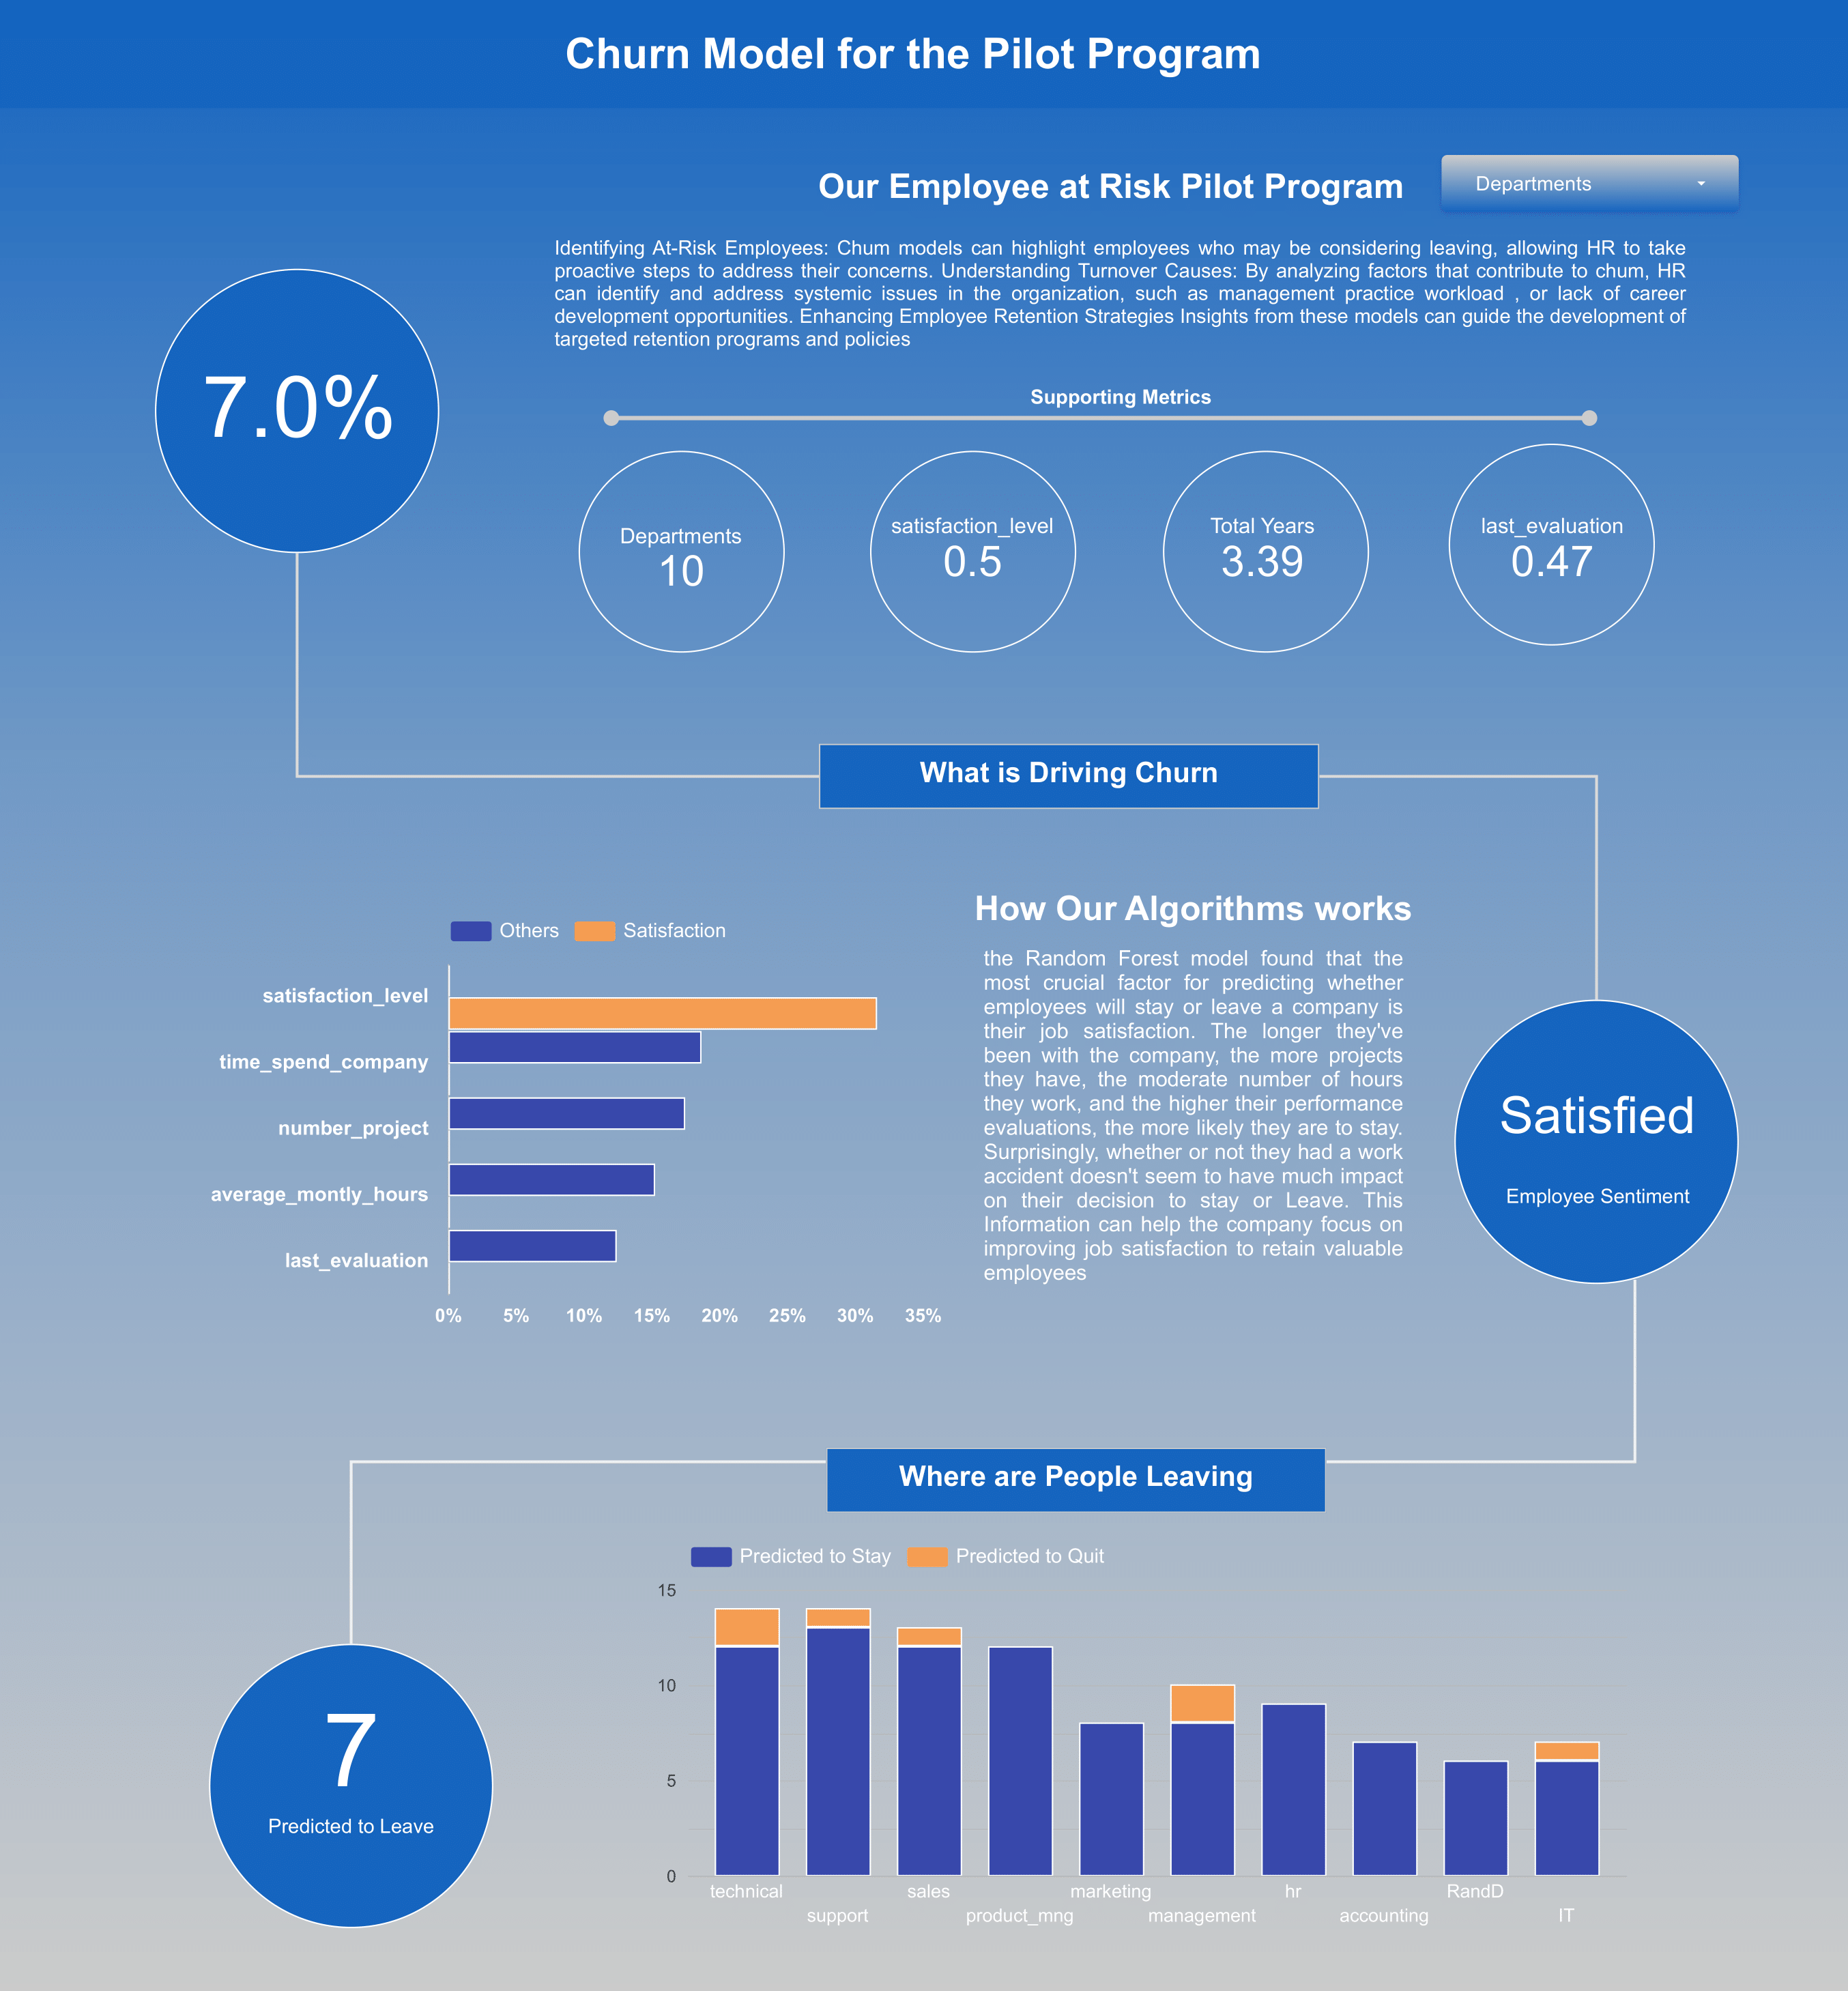 Churn Model for the Pilot Program
Our Employee at Risk Pilot Program
Departments
Identifying At-Risk Employees: Chum models can highlight employees who may be considering leaving, allowing HR to take
proactive steps to address their concerns. Understanding Turnover Causes: By analyzing factors that contribute to chum, HR
can identify and address systemic issues in the organization, such as management practice workload , or lack of career
development opportunities. Enhancing Employee Retention Strategies Insights from these models can guide the development of
targeted retention programs and policies
7.0%
Supporting Metrics
Departments
10
satisfaction_level
0.5
Total Years
3.39
last_evaluation
0.47
What is Driving Churn
Others
Satisfaction
satisfaction_level
time_spend_company
number_project
average_montly_hours
last_evaluation
0% 5% 10% 15% 20% 25% 30% 35%
How Our Algorithms works
the Random Forest model found that the
most crucial factor for predicting whether
employees will stay or leave a company is
their job satisfaction. The longer they've
been with the company, the more projects
they have, the moderate number of hours
they work, and the higher their performance
evaluations, the more likely they are to stay.
Surprisingly, whether or not they had a work
accident doesn't seem to have much impact
on their decision to stay or Leave. This
Information can help the company focus on
improving job satisfaction to retain valuable
employees
Satisfied
Employee Sentiment
Where are People Leaving
Predicted to Stay
Predicted to Quit
15
10
5
0
technical
support
sales
product_mng
marketing
management
hr
accounting
RandD
IT
7
Predicted to Leave